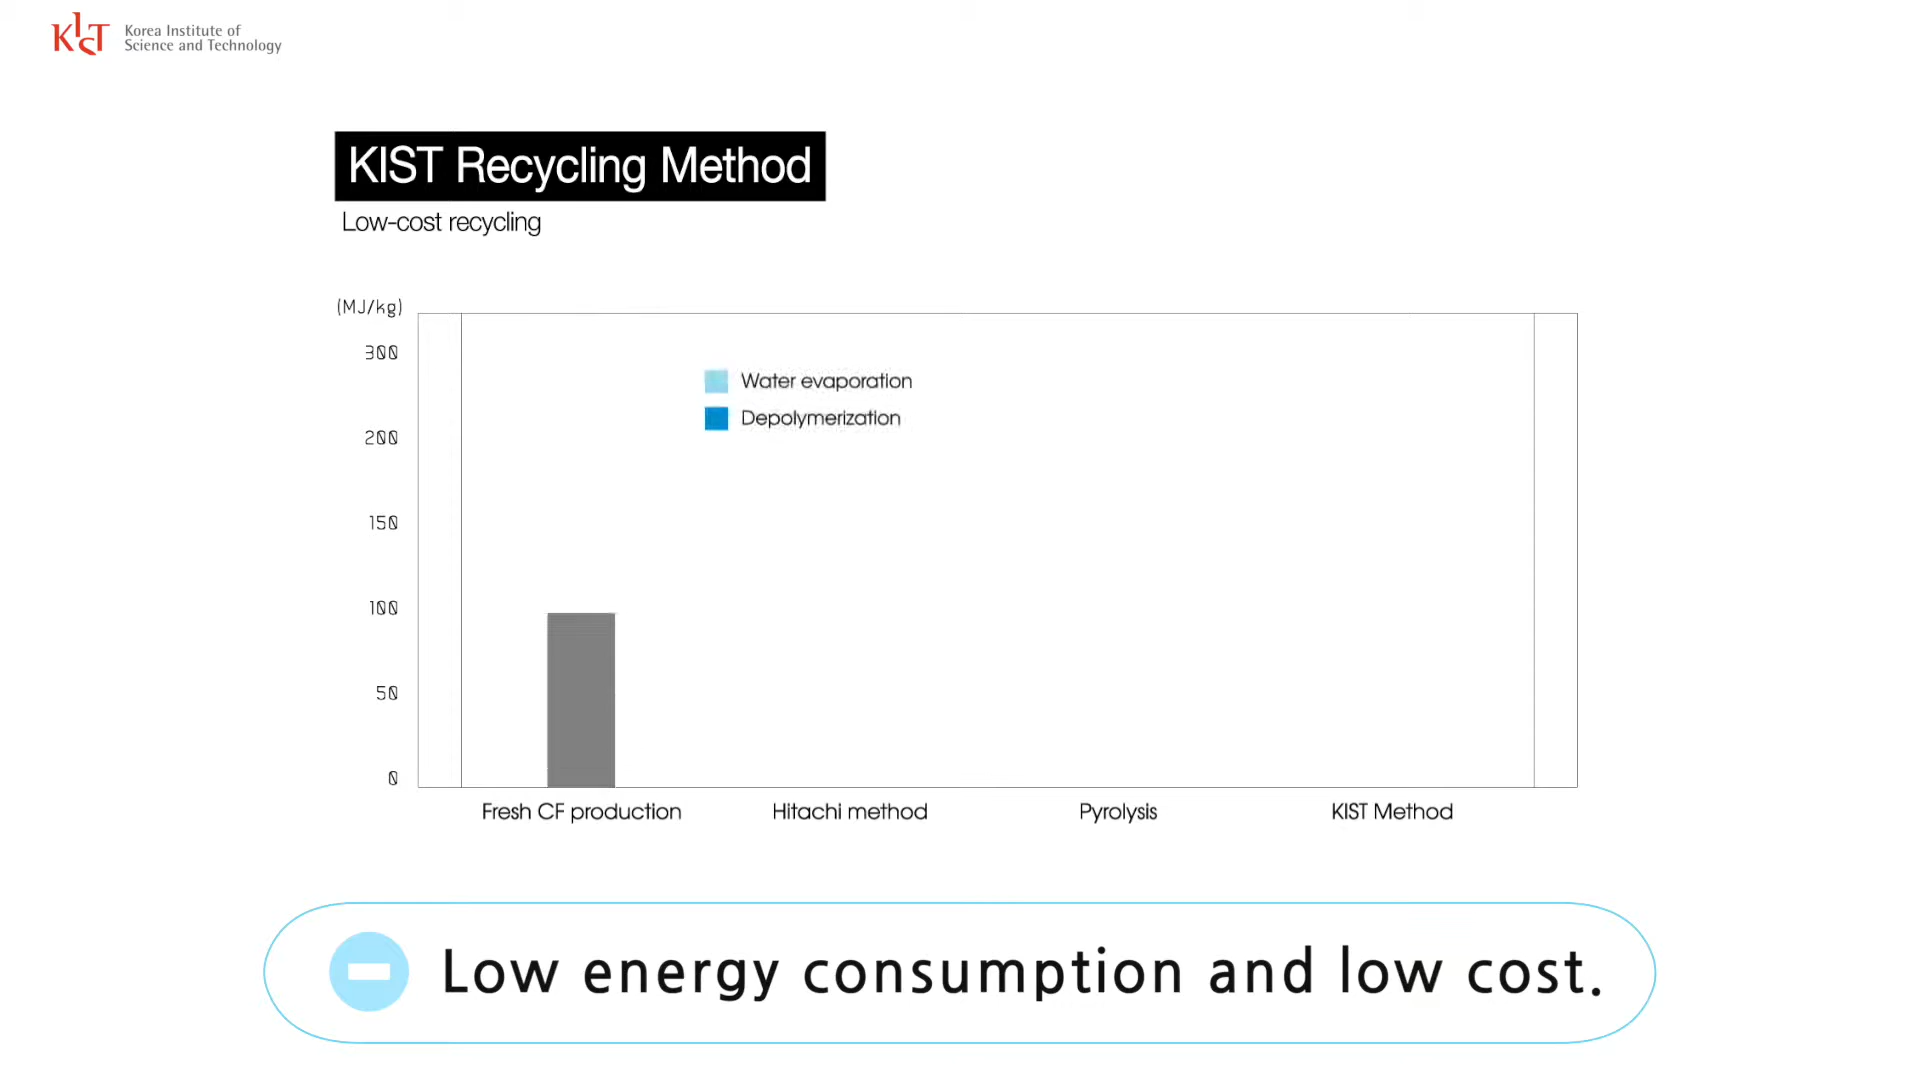 KIST Korea Institute of
Science and Technology
KIST Recycling Method
Low-cost recycling
(MJ/kg)
300
200
150
100
50
0
Water evaporation
Depolymerization
Fresh CF production Hitachi method Pyrolysis KIST Method
Low energy consumption and low cost.